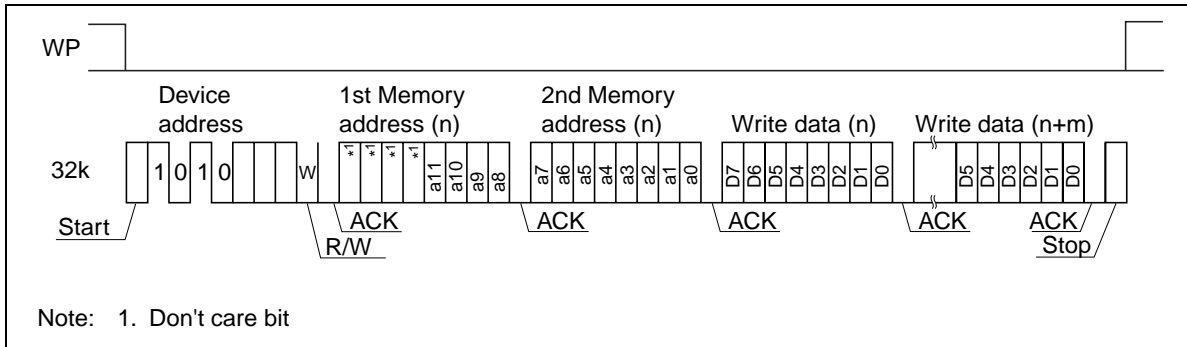 WP
Device
address
1st Memory
address (n)
2nd Memory
address (n)
Write data (n)
Write data (n+m)
32k
1 0 1 0
W
*1 *1 *1 *1 a11 a10 a9 a8
a7 a6 a5 a4 a3 a2 a1 a0
D7 D6 D5 D4 D3 D2 D1 D0
D5 D4 D3 D2 D1 D0
Start
R/W
ACK
ACK
ACK
ACK
ACK
Stop
Note: 1. Don't care bit